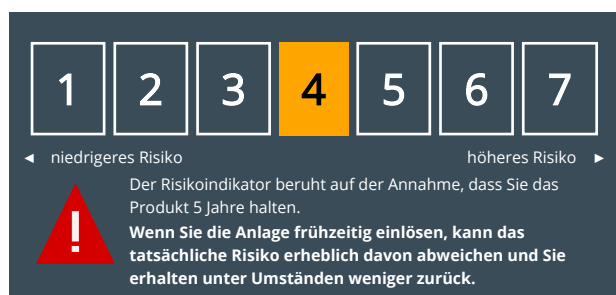 1 2 3 4 5 6 7
◄ niedrigeres Risiko höheres Risiko ►
Der Risikoindikator beruht auf der Annahme, dass Sie das
Produkt 5 Jahre halten.
Wenn Sie die Anlage frühzeitig einlösen, kann das
tatsächliche Risiko erheblich davon abweichen und Sie
erhalten unter Umständen weniger zurück.
!